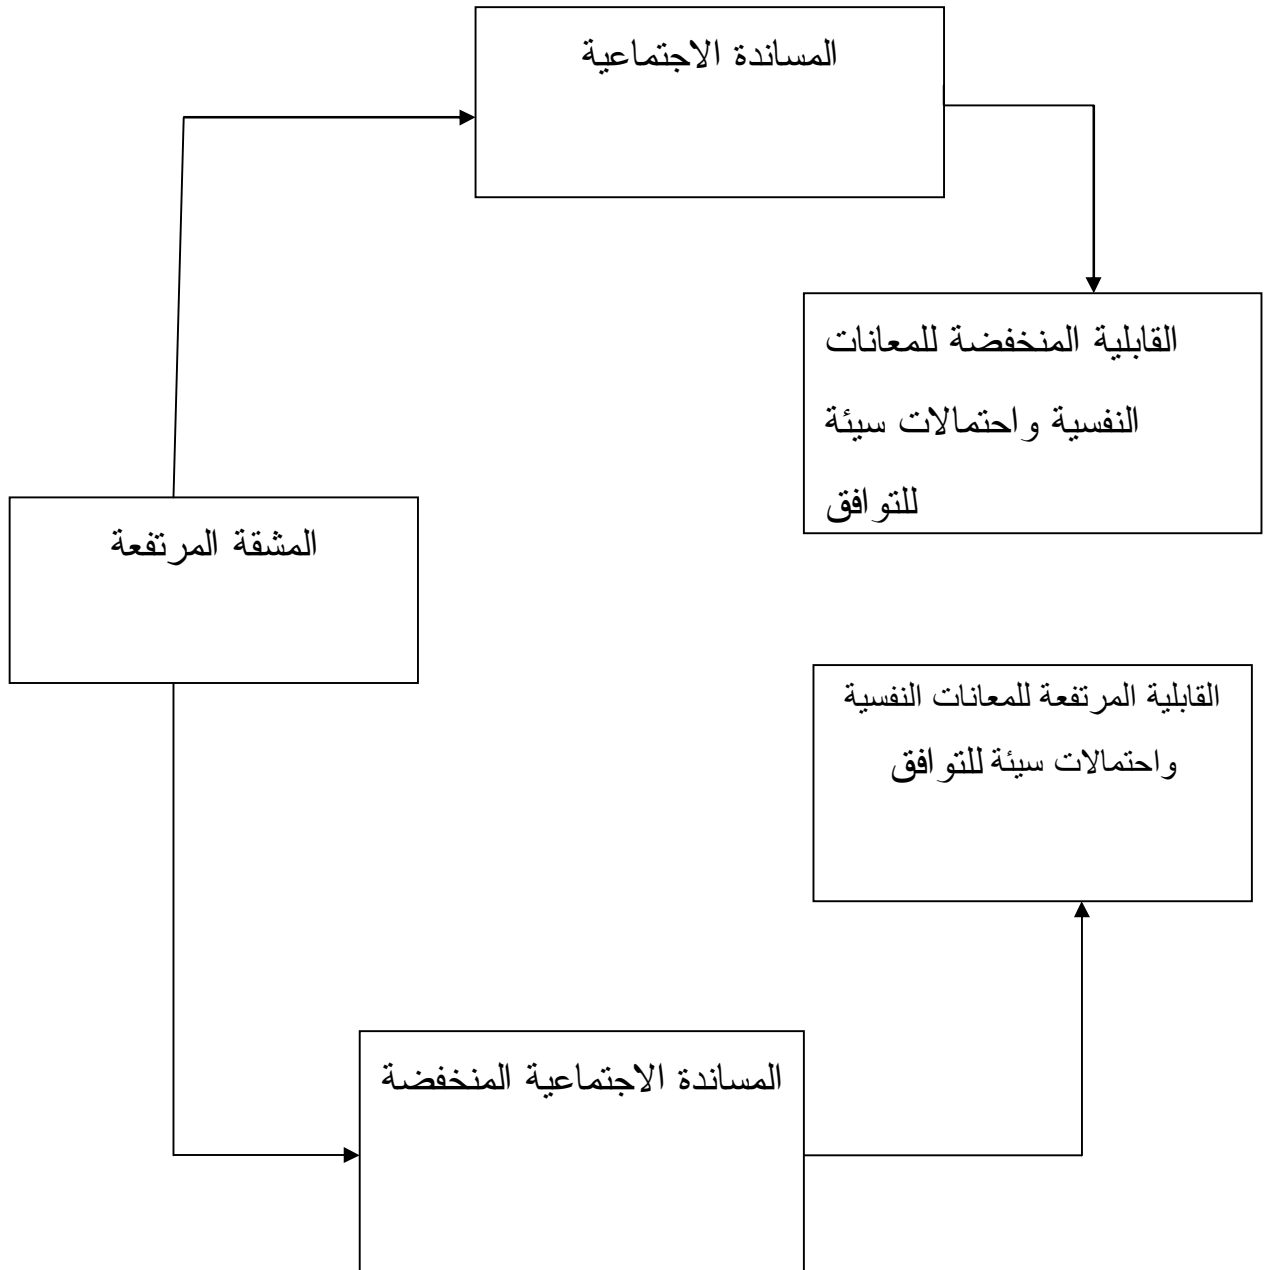 المساندة الاجتماعية
القابلية المنخفضة للمعانات
النفسية واحتمالات سيئة
للتوافق
المشقة المرتفعة
القابلية المرتفعة للمعانات النفسية
واحتمالات سيئة للتوافق
المساندة الاجتماعية المنخفضة